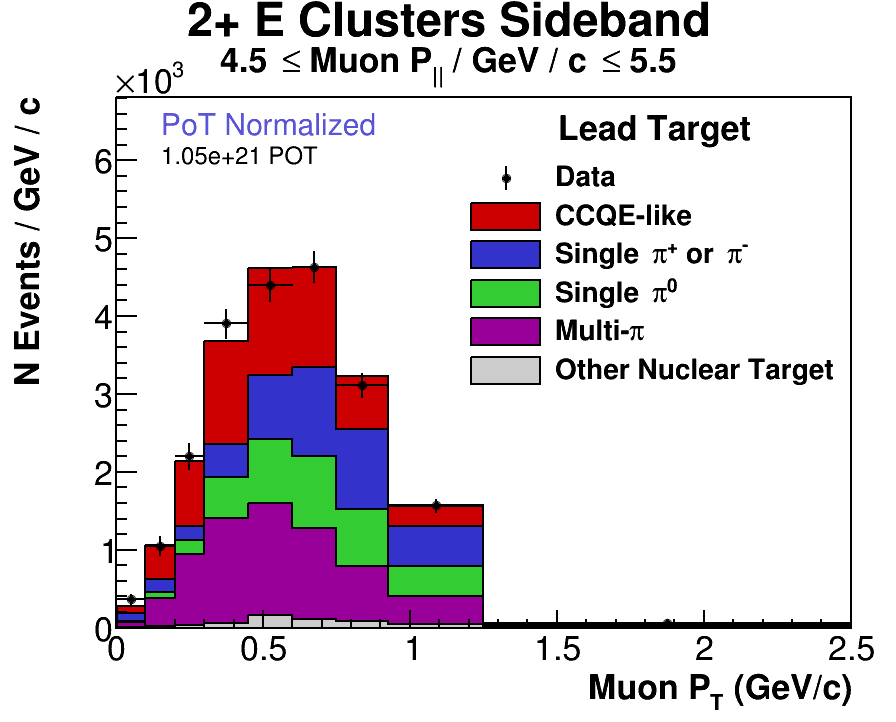 2+ E Clusters Sideband
4.5 ≤ Muon P|| / GeV / c ≤ 5.5
×10³
N Events / GeV / c
PoT Normalized
1.05e+21 POT
Lead Target
Data
CCQE-like
Single π⁺ or π⁻
Single π⁰
Multi-π
Other Nuclear Target
6
5
4
3
2
1
0
0 0.5 1 1.5 2 2.5
Muon P_T (GeV/c)